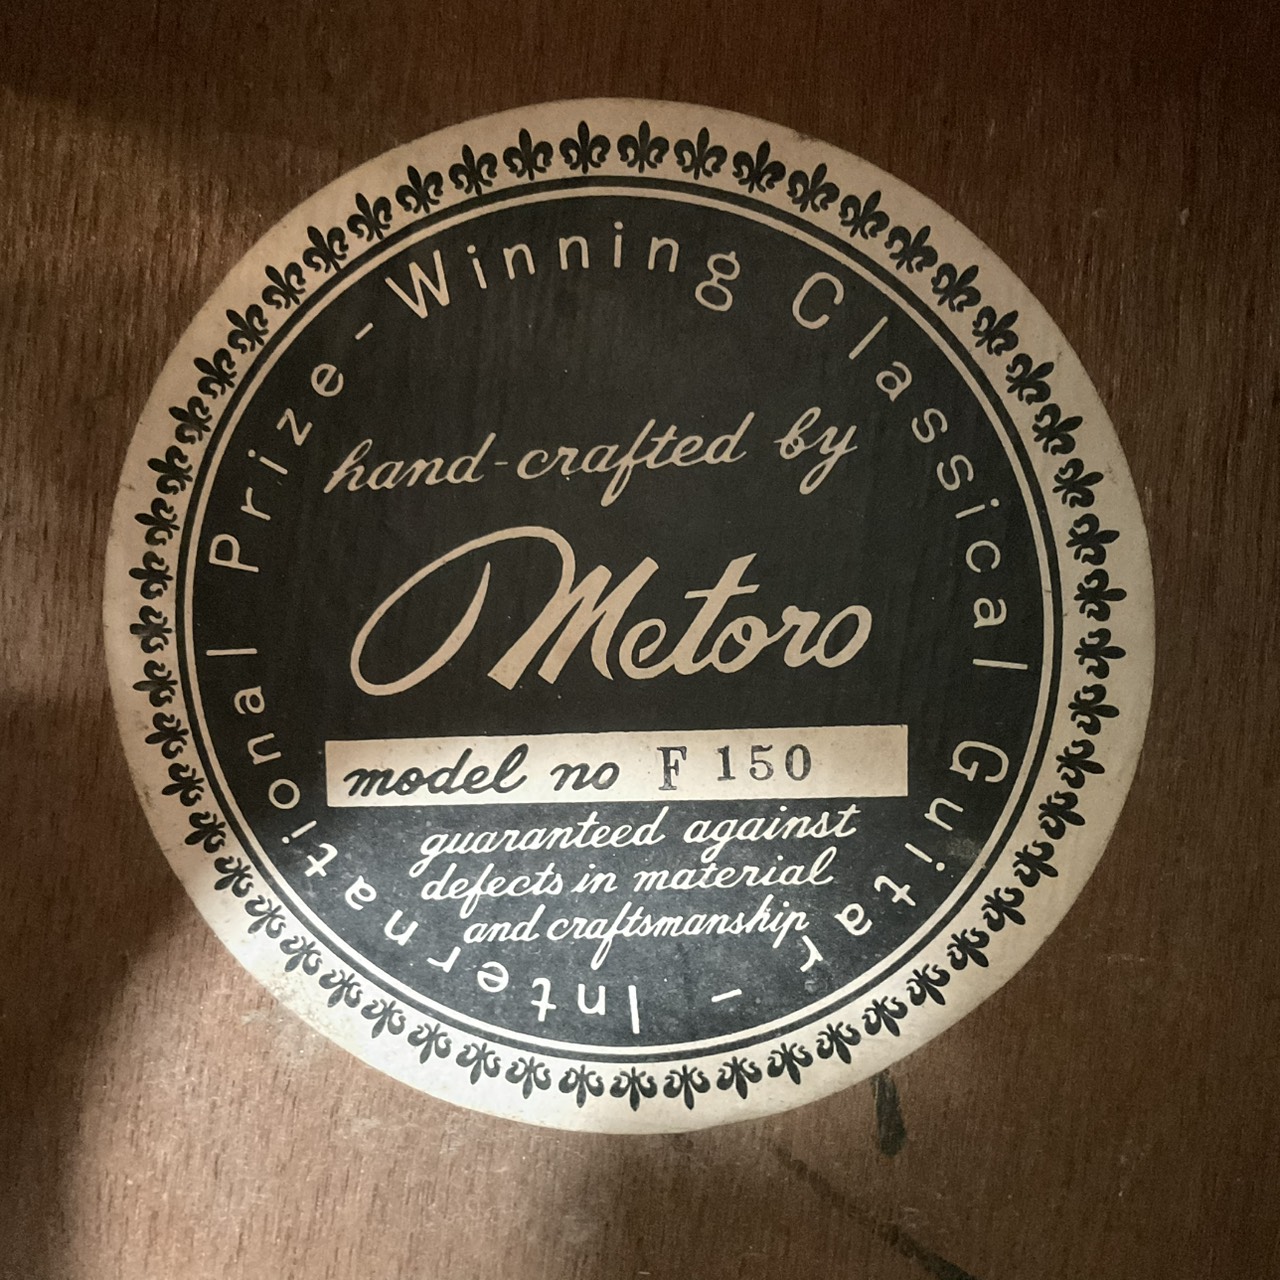 International Prize-Winning Classical Guitar -
hand-crafted by
Metoro
model no F 150
guaranteed against
defects in material
and craftsmanship